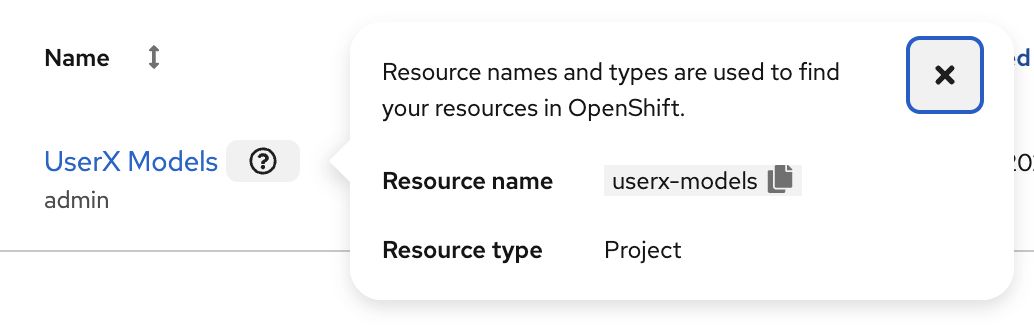 Name
Resource names and types are used to find
your resources in OpenShift.
UserX Models
admin
Resource name userx-models
Resource type Project